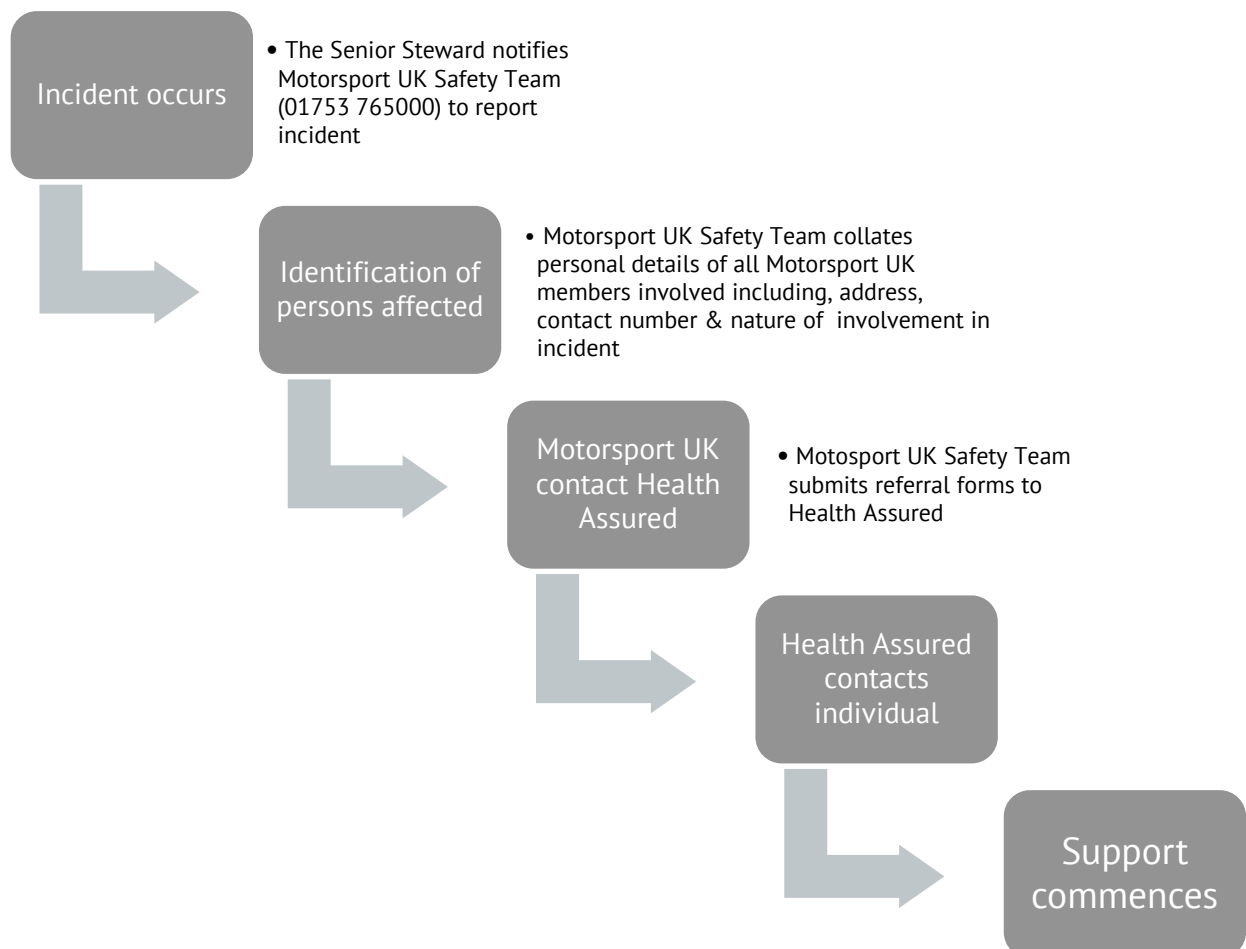 Incident occurs
• The Senior Steward notifies
Motorsport UK Safety Team
(01753 765000) to report
incident
Identification of
persons affected
• Motorsport UK Safety Team collates
personal details of all Motorsport UK
members involved including, address,
contact number & nature of involvement in
incident
Motorsport UK
contact Health
Assured
• Motosport UK Safety Team
submits referral forms to
Health Assured
Health Assured
contacts
individual
Support
commences